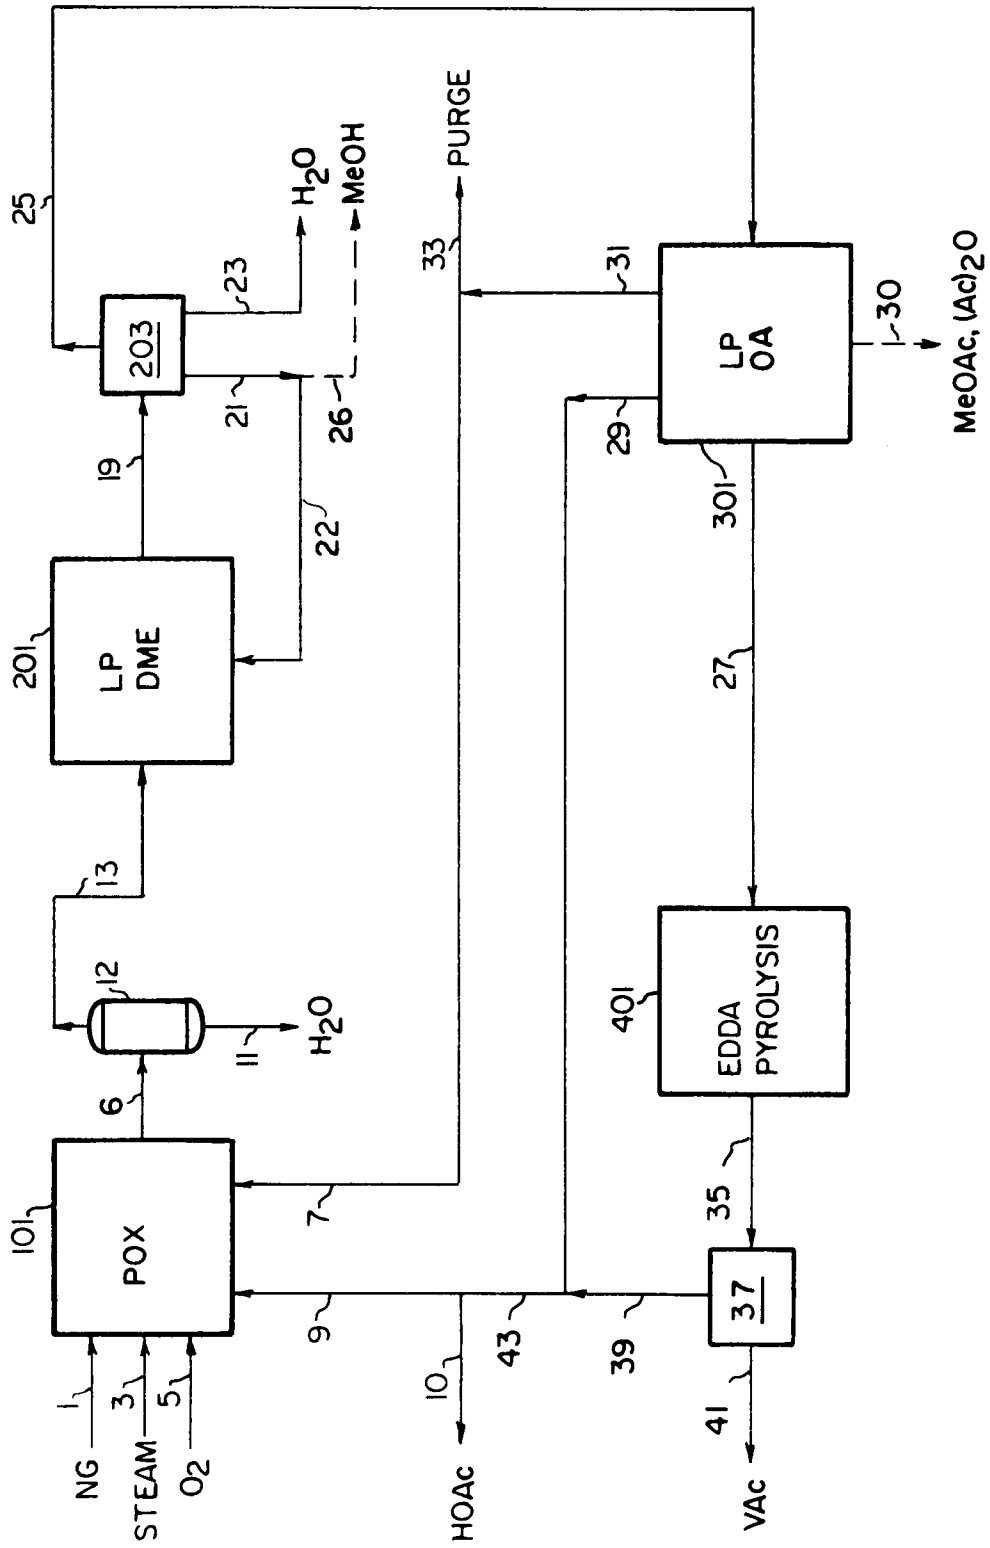 25
H2O
MeOH
PURGE
203
23
21
26
33
31
LP
OA
30
MeOAc, (Ac)2O
19
22
29
301
201
LP
DME
27
13
12
11
H2O
6
401
EDDA
PYROLYSIS
101
POX
7
9
35
37
1
3
5
10
43
39
41
NG
STEAM
O2
HOAc
VAc